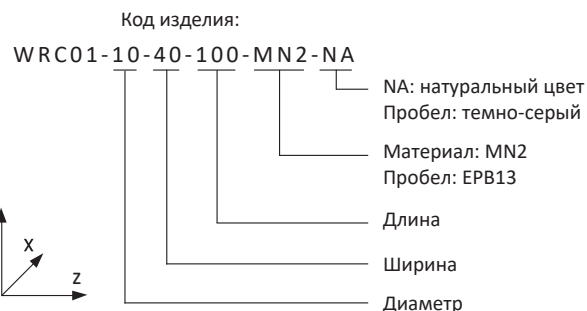 Код изделия:
WRC01-10-40-100-MN2-NA
NA: натуральный цвет
Пробел: темно-серый
Материал: MN2
Пробел: EPB13
Длина
Ширина
Диаметр
X
Z